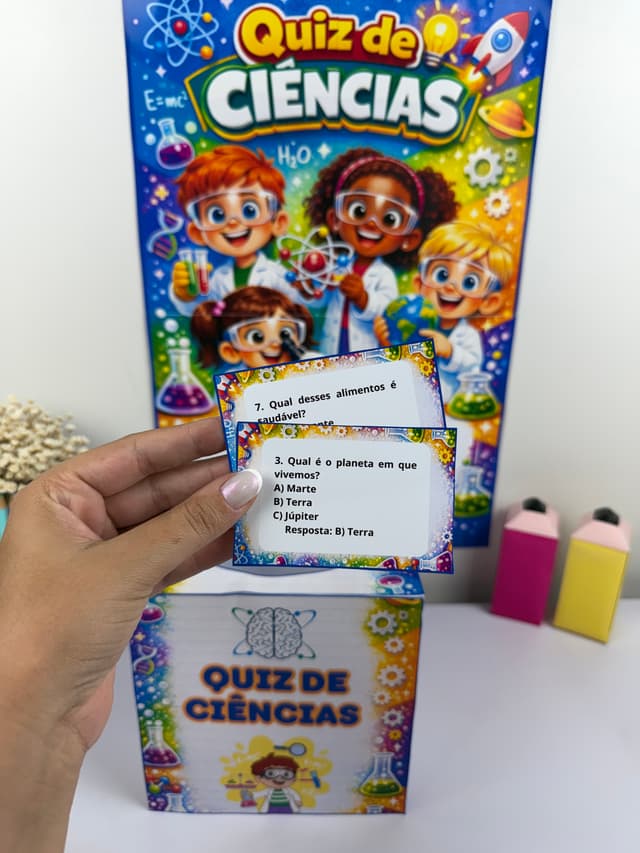 Quiz de
CIÊNCIAS
E=mc²
H₂O
7. Qual desses alimentos é
saudável?
3. Qual é o planeta em que
vivemos?
A) Marte
B) Terra
C) Júpiter
Resposta: B) Terra
QUIZ DE
CIÊNCIAS